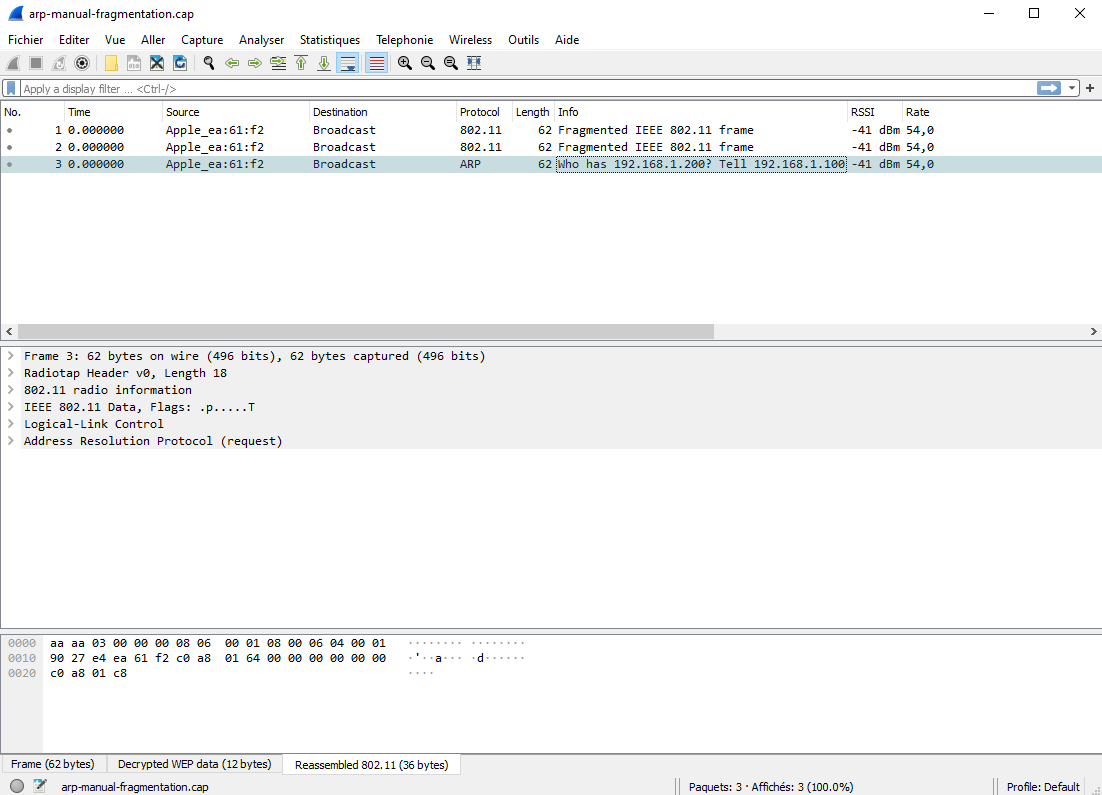 arp-manual-fragmentation.cap
Fichier Editer Vue Aller Capture Analyser Statistiques Telephonie Wireless Outils Aide
Apply a display filter ... <Ctrl-/>
No. Time Source Destination Protocol Length Info RSSI Rate
1 0.000000 Apple_ea:61:f2 Broadcast 802.11 62 Fragmented IEEE 802.11 frame -41 dBm 54,0
2 0.000000 Apple_ea:61:f2 Broadcast 802.11 62 Fragmented IEEE 802.11 frame -41 dBm 54,0
3 0.000000 Apple_ea:61:f2 Broadcast ARP 62 Who has 192.168.1.200? Tell 192.168.1.100 -41 dBm 54,0
Frame 3: 62 bytes on wire (496 bits), 62 bytes captured (496 bits)
Radiotap Header v0, Length 18
802.11 radio information
IEEE 802.11 Data, Flags: .p.....T
Logical-Link Control
Address Resolution Protocol (request)
0000 aa aa 03 00 00 00 08 06 00 01 08 00 06 04 00 01 ········ ········
0010 90 27 e4 ea 61 f2 c0 a8 01 64 00 00 00 00 00 00 ·'··a··· ·d······
0020 c0 a8 01 c8 ····
Frame (62 bytes) Decrypted WEP data (12 bytes) Reassembled 802.11 (36 bytes)
arp-manual-fragmentation.cap Paquets: 3 · Affichés: 3 (100.0%) Profile: Default